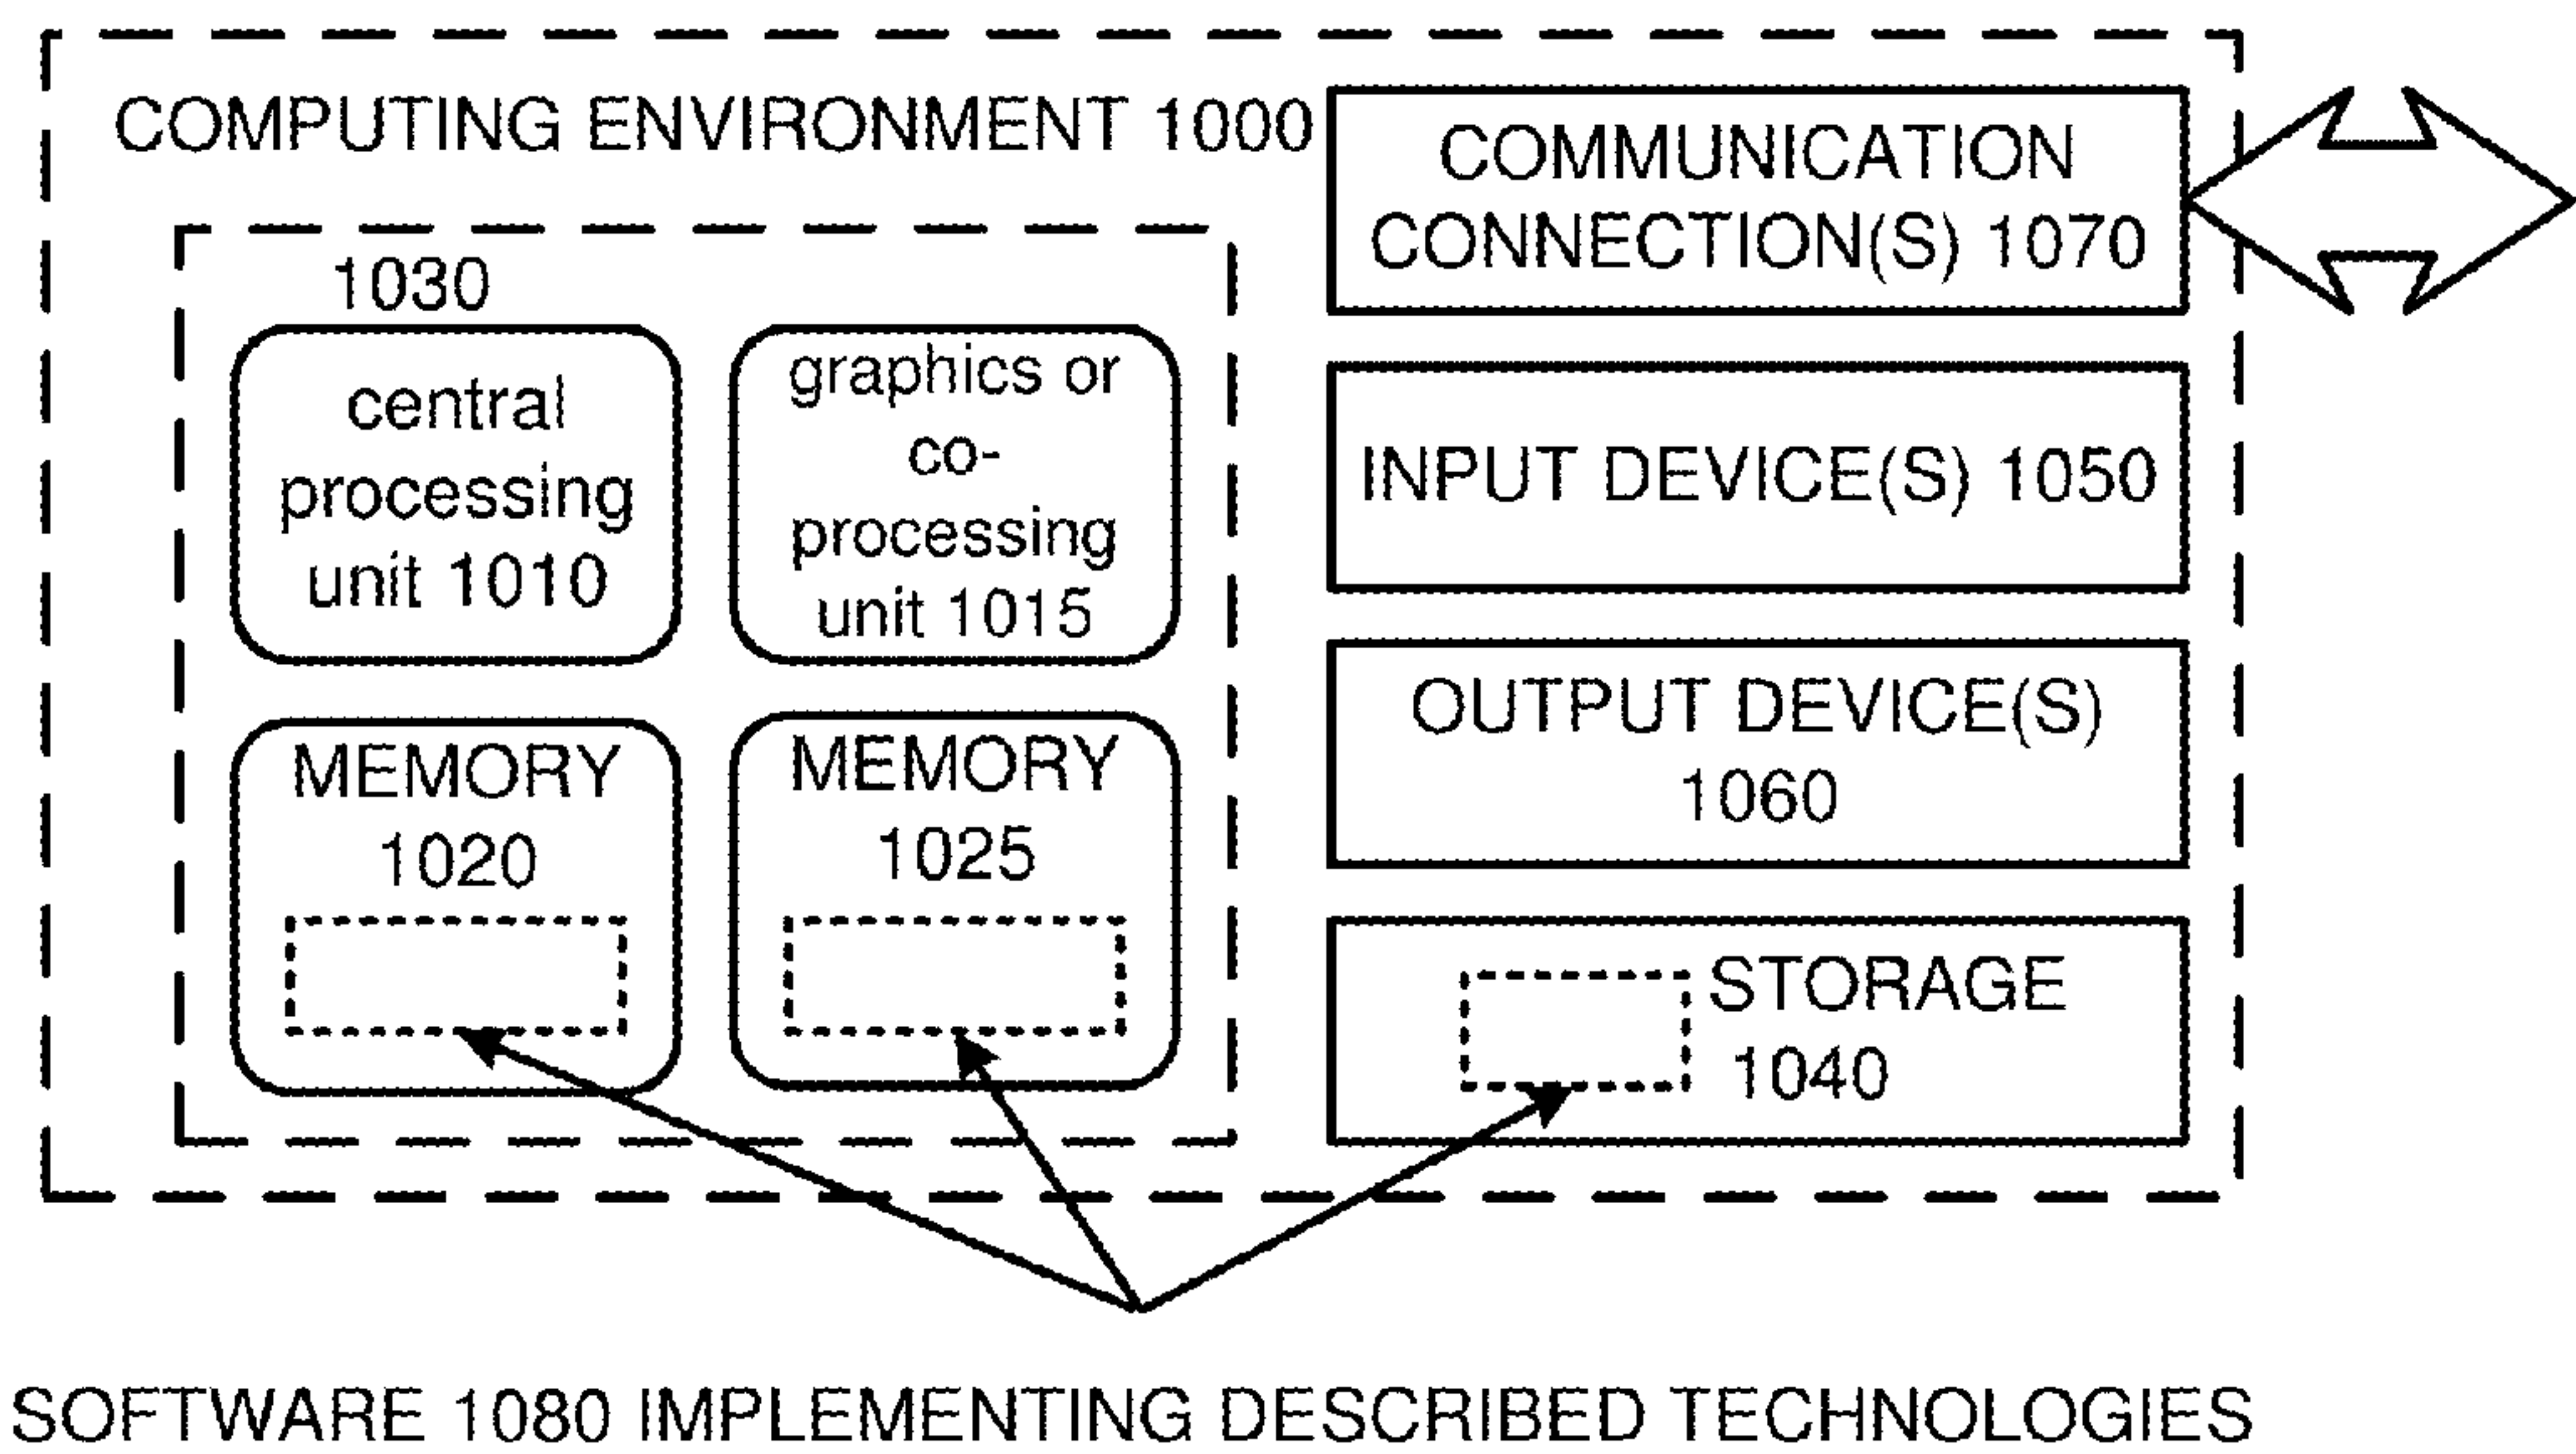 COMPUTING ENVIRONMENT 1000
1030
central
processing
unit 1010
graphics or
co-
processing
unit 1015
MEMORY
1020
MEMORY
1025
COMMUNICATION
CONNECTION(S) 1070
INPUT DEVICE(S) 1050
OUTPUT DEVICE(S)
1060
STORAGE
1040
SOFTWARE 1080 IMPLEMENTING DESCRIBED TECHNOLOGIES